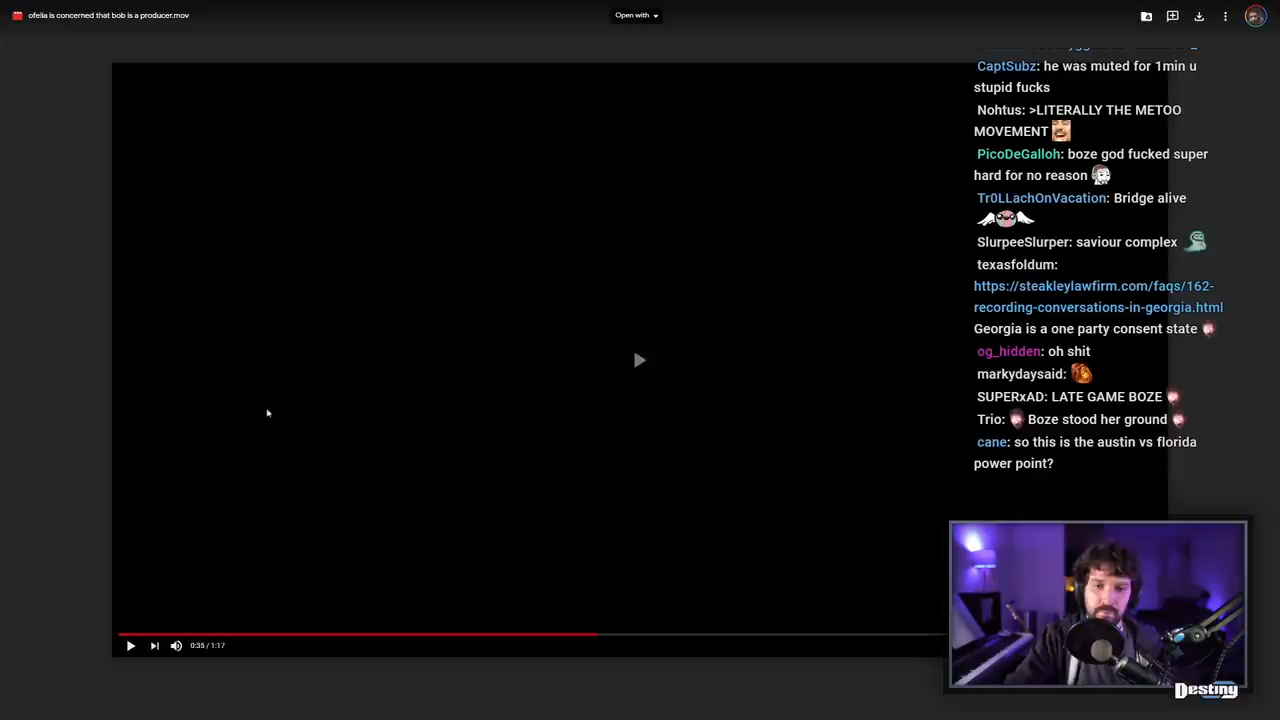 ofelia is concerned that bob is a producer.mov
Open with
CaptSubz: he was muted for 1min u
stupid fucks
Nohtus: >LITERALLY THE METOO
MOVEMENT
PicoDeGalloh: boze god fucked super
hard for no reason
Tr0LLachOnVacation: Bridge alive
SlurpeeSlurper: saviour complex
texasfoldum:
https://steakleylawfirm.com/faqs/162-
recording-conversations-in-georgia.html
Georgia is a one party consent state
og_hidden: oh shit
markydaysaid:
SUPERxAD: LATE GAME BOZE
Trio: Boze stood her ground
cane: so this is the austin vs florida
power point?
0:35 / 1:17
Destiny